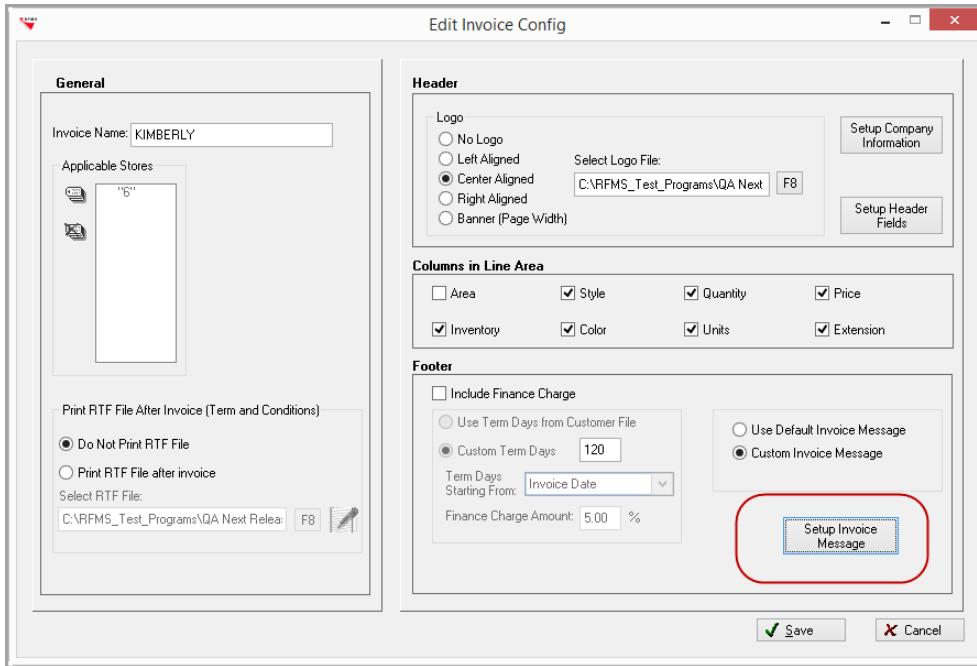 RFMS
Edit Invoice Config
General
Invoice Name: KIMBERLY
Applicable Stores
"6"
Print RTF File After Invoice (Term and Conditions)
Do Not Print RTF File
Print RTF File after invoice
Select RTF File:
C:\RFMS_Test_Programs\QA Next Relea: F8
Header
Logo
No Logo
Left Aligned
Center Aligned
Right Aligned
Banner (Page Width)
Select Logo File:
C:\RFMS_Test_Programs\QA Next F8
Setup Company
Information
Setup Header
Fields
Columns in Line Area
Area Style Quantity Price
Inventory Color Units Extension
Footer
Include Finance Charge
Use Term Days from Customer File
Custom Term Days 120
Term Days
Starting From: Invoice Date
Finance Charge Amount: 5.00 %
Use Default Invoice Message
Custom Invoice Message
Setup Invoice
Message
Save Cancel